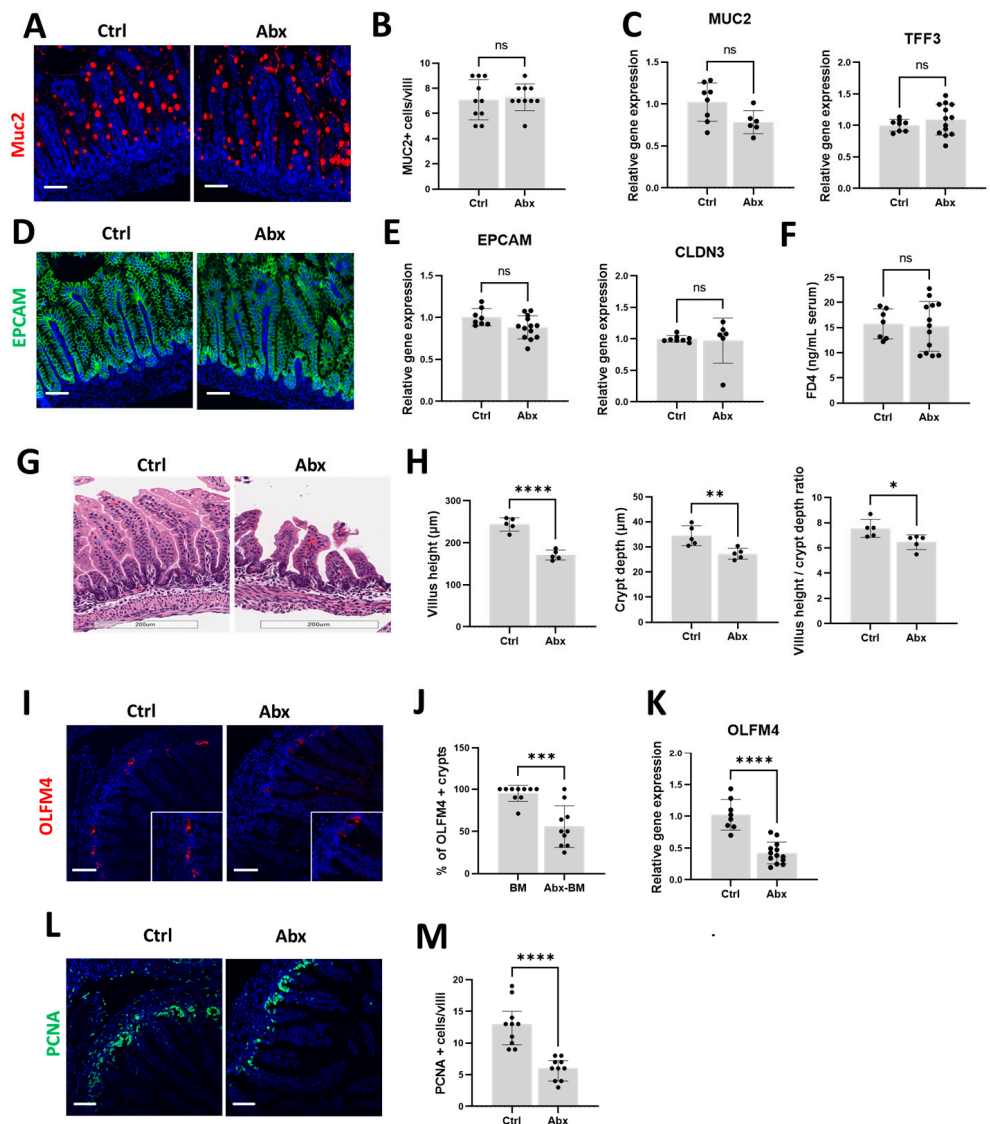 A
Ctrl
Abx
Muc2
B
ns
MUC2+ cells/villi
10
8
6
4
2
0
Ctrl
Abx
C
MUC2
ns
Relative gene expression
1.5
1.0
0.5
0.0
Ctrl
Abx
TFF3
ns
Relative gene expression
2.0
1.5
1.0
0.5
0.0
Ctrl
Abx
D
Ctrl
Abx
EPCAM
E
EPCAM
ns
Relative gene expression
1.5
1.0
0.5
0.0
Ctrl
Abx
CLDN3
ns
Relative gene expression
2.0
1.5
1.0
0.5
0.0
Ctrl
Abx
F
ns
FD4 (ng/mL serum)
25
20
15
10
5
0
Ctrl
Abx
G
Ctrl
Abx
200um
200um
H
****
Villus height (µm)
300
200
100
0
Ctrl
Abx
**
Crypt depth (µm)
50
40
30
20
10
0
Ctrl
Abx
*
Villus height / crypt depth ratio
10
8
6
4
2
0
Ctrl
Abx
I
Ctrl
Abx
OLFM4
J
***
% of OLFM4 + crypts
150
100
50
0
BM
Abx-BM
K
OLFM4
****
Relative gene expression
2.0
1.5
1.0
0.5
0.0
Ctrl
Abx
L
Ctrl
Abx
PCNA
M
****
PCNA + cells/villi
20
15
10
5
0
Ctrl
Abx